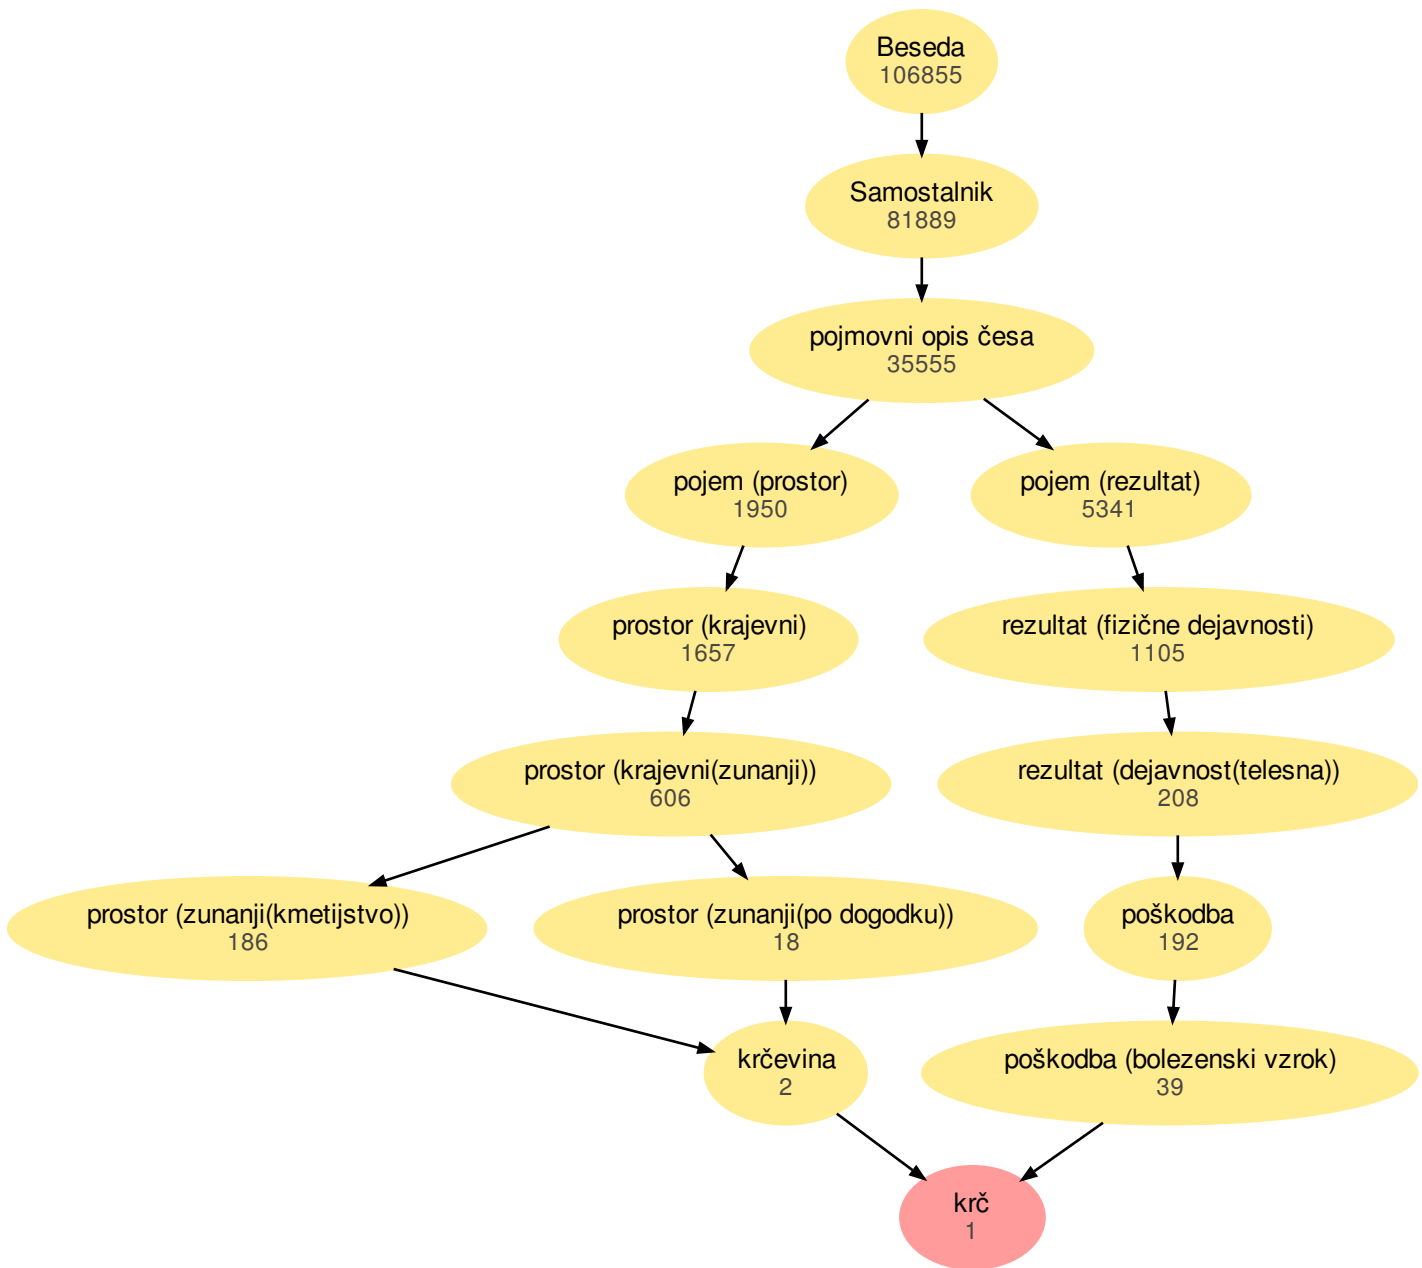 Beseda
106855
Samostalnik
81889
pojmovni opis česa
35555
pojem (prostor)
1950
pojem (rezultat)
5341
prostor (krajevni)
1657
rezultat (fizične dejavnosti)
1105
prostor (krajevni(zunanji))
606
rezultat (dejavnost(telesna))
208
prostor (zunanji(kmetijstvo))
186
prostor (zunanji(po dogodku))
18
poškodba
192
krčevina
2
poškodba (bolezenski vzrok)
39
krč
1